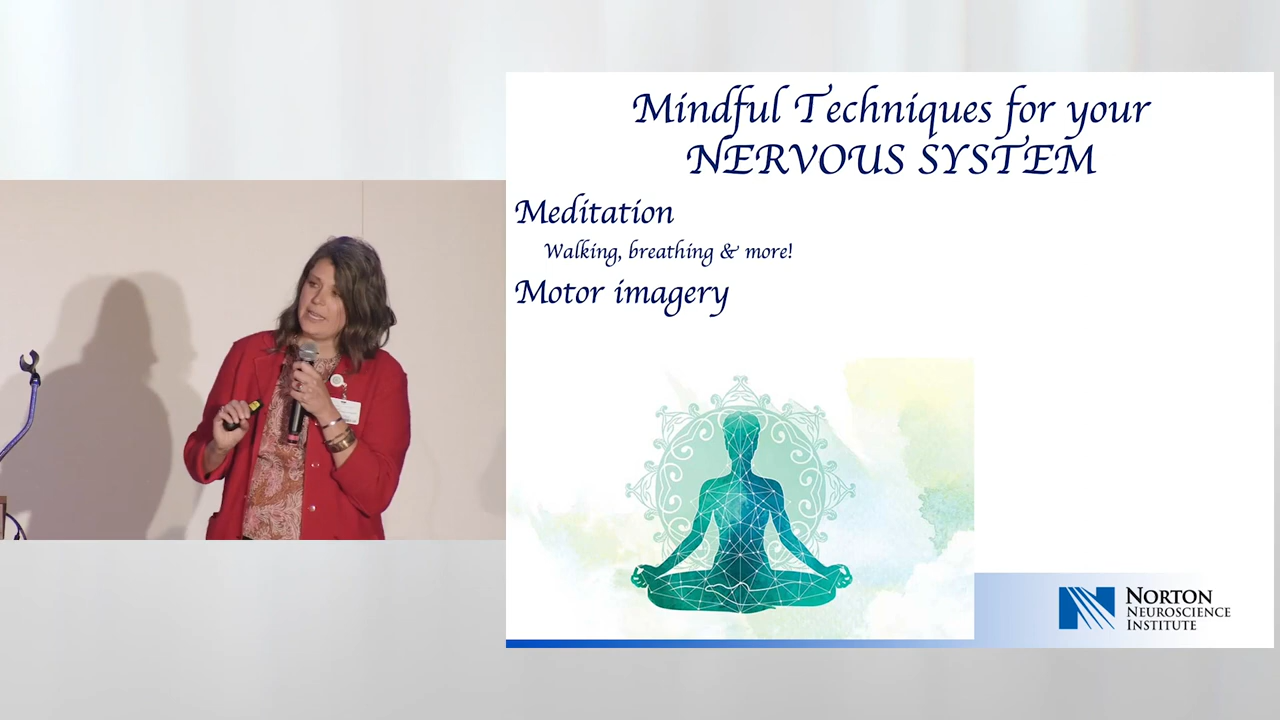 Mindful Techniques for your
NERVOUS SYSTEM
Meditation
Walking, breathing & more!
Motor imagery
NORTON
NEUROSCIENCE
INSTITUTE